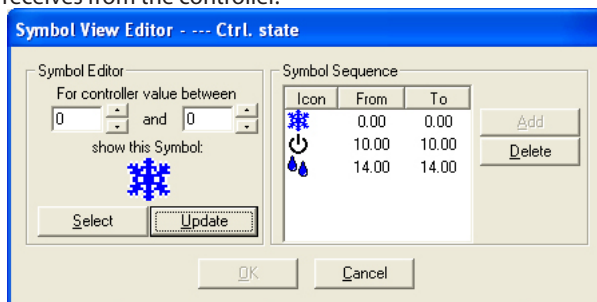 receives from the controller.
Symbol View Editor - --- Ctrl. state
Symbol Editor
For controller value between
0 and 0
show this Symbol:
Select Update
Symbol Sequence
Icon From To
0.00 0.00
10.00 10.00
14.00 14.00
Add
Delete
OK Cancel